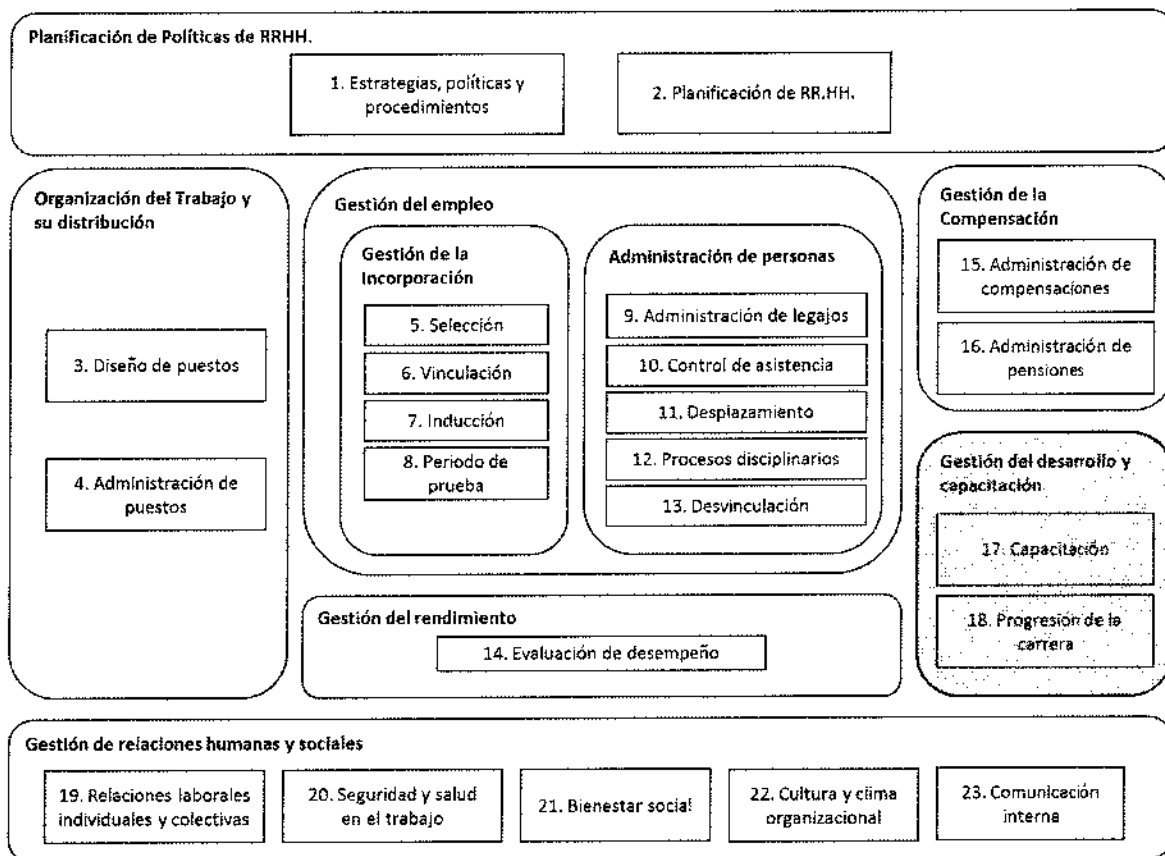 Planificación de Políticas de RRHH.
1. Estrategias, políticas y
procedimientos
2. Planificación de RR.HH.
Organización del Trabajo y
su distribución
3. Diseño de puestos
4. Administración de
puestos
Gestión del empleo
Gestión de la
Incorporación
5. Selección
6. Vinculación
7. Inducción
8. Periodo de
prueba
Administración de personas
9. Administración de legajos
10. Control de asistencia
11. Desplazamiento
12. Procesos disciplinarios
13. Desvinculación
Gestión de la
Compensación
15. Administración de
compensaciones
16. Administración de
pensiones
Gestión del desarrollo y
capacitación
17. Capacitación
18. Progresión de la
carrera
Gestión del rendimiento
14. Evaluación de desempeño
Gestión de relaciones humanas y sociales
19. Relaciones laborales
individuales y colectivas
20. Seguridad y salud
en el trabajo
21. Bienestar social
22. Cultura y clima
organizacional
23. Comunicación
interna